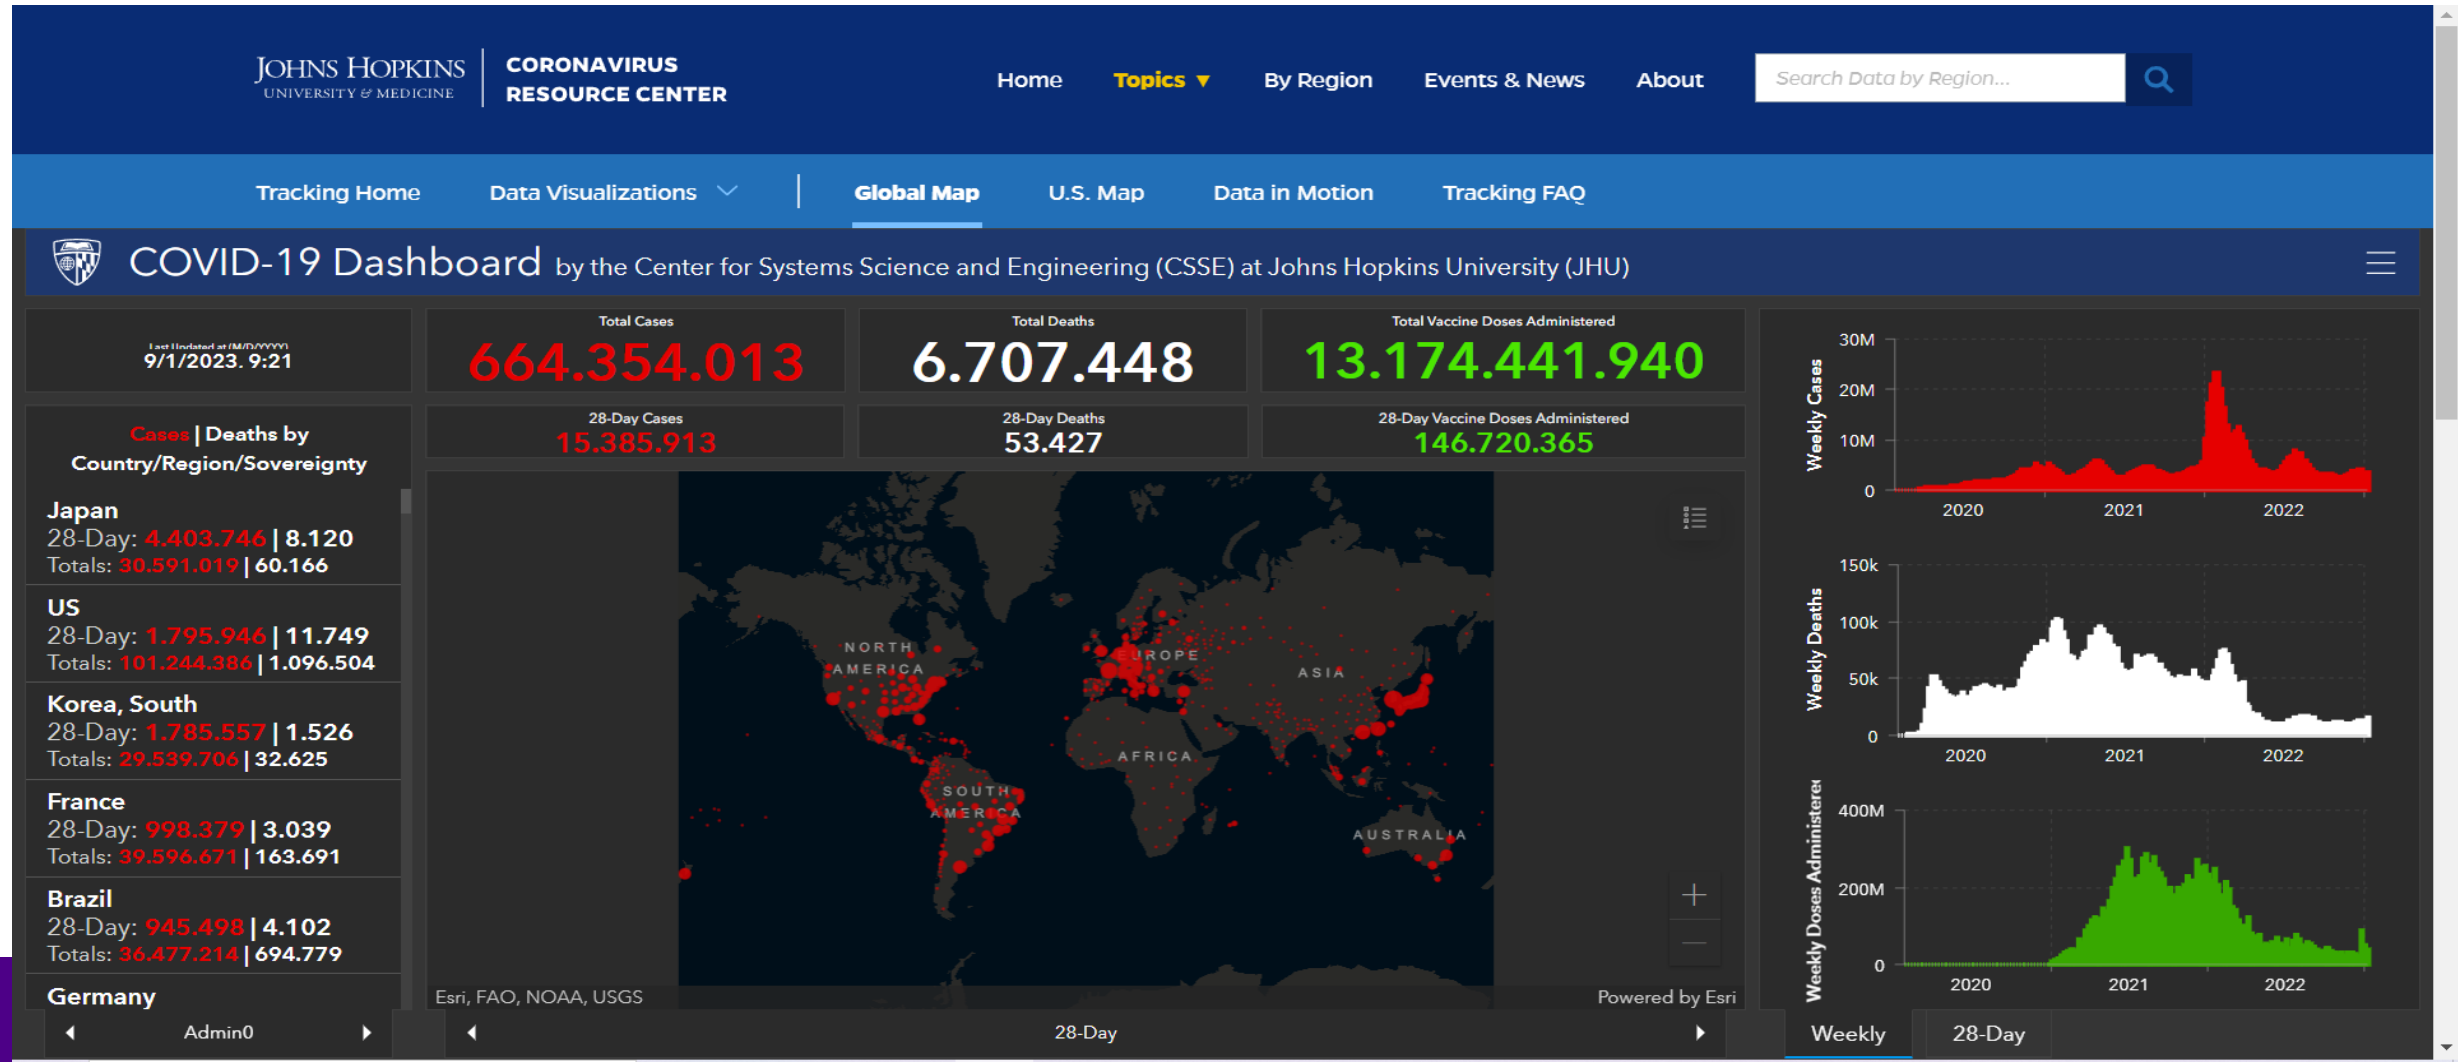 JOHNS HOPKINS
UNIVERSITY & MEDICINE
CORONAVIRUS
RESOURCE CENTER
Home
Topics ▼
By Region
Events & News
About
Search Data by Region...
Tracking Home
Data Visualizations
Global Map
U.S. Map
Data in Motion
Tracking FAQ
COVID-19 Dashboard by the Center for Systems Science and Engineering (CSSE) at Johns Hopkins University (JHU)
Last Updated at (M/D/YYYY)
9/1/2023. 9:21
Total Cases
664.354.013
Total Deaths
6.707.448
Total Vaccine Doses Administered
13.174.441.940
28-Day Cases
15.385.913
28-Day Deaths
53.427
28-Day Vaccine Doses Administered
146.720.365
Cases | Deaths by
Country/Region/Sovereignty
Japan
28-Day: 4.403.746 | 8.120
Totals: 30.591.019 | 60.166
US
28-Day: 1.795.946 | 11.749
Totals: 101.244.386 | 1.096.504
Korea, South
28-Day: 1.785.557 | 1.526
Totals: 29.539.706 | 32.625
France
28-Day: 998.379 | 3.039
Totals: 39.596.671 | 163.691
Brazil
28-Day: 945.498 | 4.102
Totals: 36.477.214 | 694.779
Germany
Admin0
NORTH
AMERICA
EUROPE
ASIA
AFRICA
SOUTH
AMERICA
AUSTRALIA
Esri, FAO, NOAA, USGS
Powered by Esri
28-Day
Weekly Cases
30M
20M
10M
0
2020
2021
2022
Weekly Deaths
150k
100k
50k
0
2020
2021
2022
Weekly Doses Administered
400M
200M
0
2020
2021
2022
Weekly
28-Day